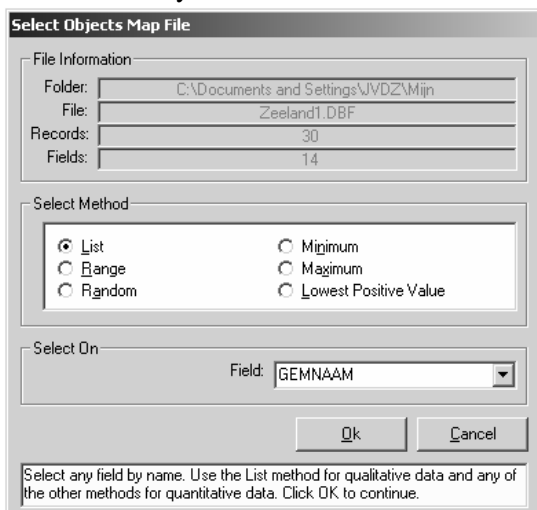 Select Objects Map File
File Information
Folder: C:\Documents and Settings\JVDZ\Mijn
File: Zeeland1.DBF
Records: 30
Fields: 14
Select Method
List Minimum
Range Maximum
Random Lowest Positive Value
Select On
Field: GEMNAAM
Ok Cancel
Select any field by name. Use the List method for qualitative data and any of
the other methods for quantitative data. Click OK to continue.